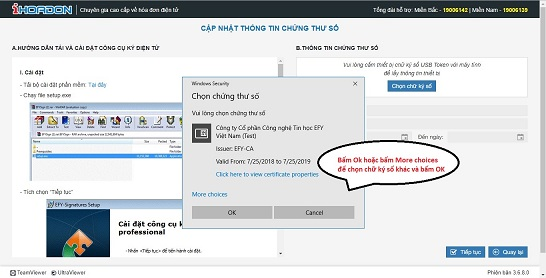 iHOADON
Chuyên gia cao cấp về hóa đơn điện tử
Tổng đài hỗ trợ: Miền Bắc - 19006142 | Miền Nam - 19006139
CẬP NHẬT THÔNG TIN CHỨNG THƯ SỐ
A.HƯỚNG DẪN TẢI VÀ CÀI ĐẶT CÔNG CỤ KÝ ĐIỆN TỬ
I. Cài đặt
- Tải bộ cài đặt phần mềm: Tại đây
- Chạy file setup.exe
- Tích chọn "Tiếp tục"
EFY-Signatures Setup
Cài đặt công cụ k
professional
- Nhấn <Tiếp tục> để tiến hành cài đặt.
B.THÔNG TIN CHỨNG THƯ SỐ
Vui lòng cắm thiết bị chữ ký số USB Token với máy tính
để lấy thông tin thiết bị
Chọn chữ ký số
Đến ngày:
Windows Security
Chọn chứng thư số
Vui lòng chọn chứng thư số
Công ty Cổ phần Công nghệ Tin học EFY
Việt Nam (Test)
Issuer: EFY-CA
Valid From: 7/25/2018 to 7/25/2019
Click here to view certificate properties
More choices
OK
Cancel
Bấm Ok hoặc bấm More choices
để chọn chữ ký số khác và bấm OK
Tiếp tục
Quay lại
TeamViewer
UltraViewer
Phiên bản 3.6.8.0